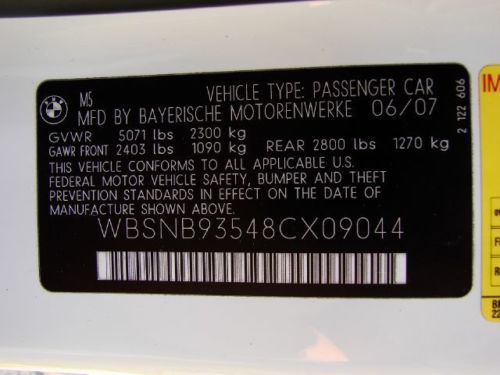 M5 VEHICLE TYPE: PASSENGER CAR
MFD BY BAYERISCHE MOTORENWERKE 06/07
GVWR 5071 lbs 2300 kg
GAWR FRONT 2403 lbs 1090 kg REAR 2800 lbs 1270 kg
THIS VEHICLE CONFORMS TO ALL APPLICABLE U.S.
FEDERAL MOTOR VEHICLE SAFETY, BUMPER AND THEFT
PREVENTION STANDARDS IN EFFECT ON THE DATE OF
MANUFACTURE SHOWN ABOVE.
WBSNB93548CX09044
2 122 606
IM